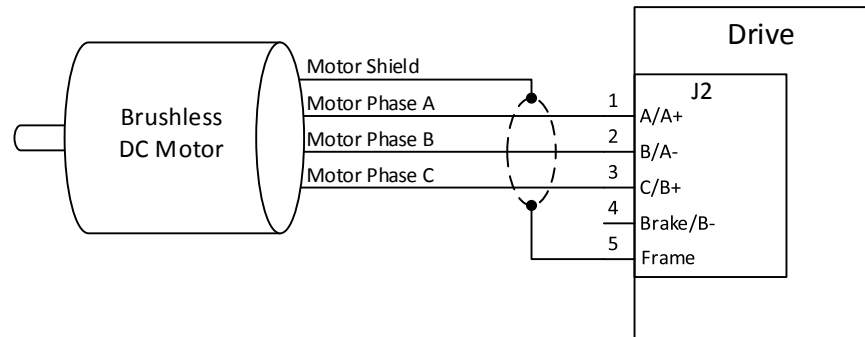 Drive
J2
Brushless
DC Motor
Motor Shield
Motor Phase A
1
A/A+
Motor Phase B
2
B/A-
Motor Phase C
3
C/B+
4
Brake/B-
5
Frame